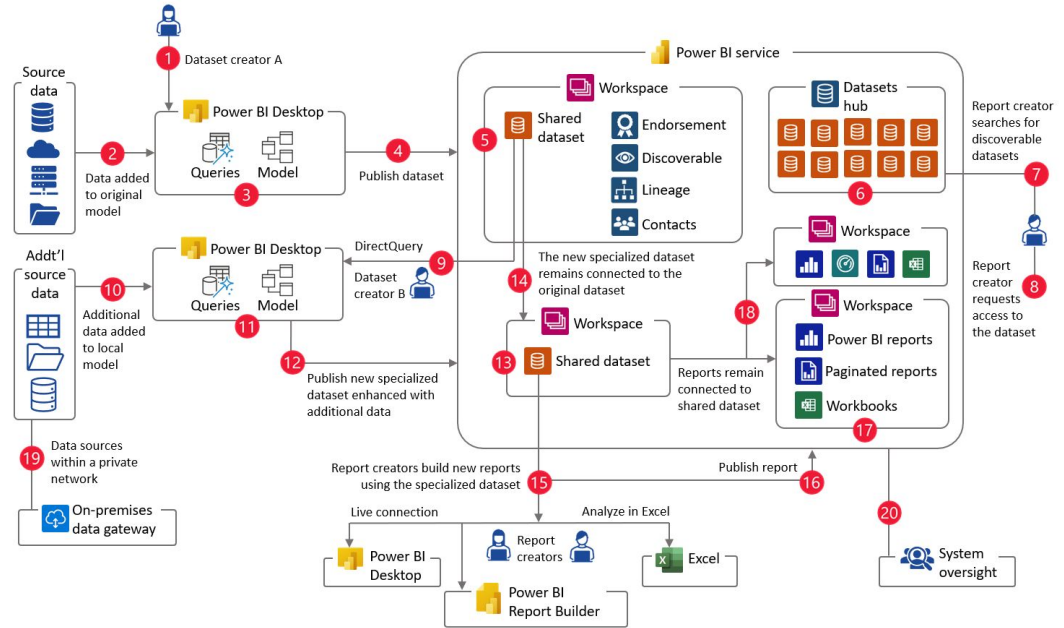 1
Dataset creator A
Source
data
2
Data added
to original
model
Power BI Desktop
Queries
Model
3
4
Publish dataset
Power BI service
Workspace
5
Shared
dataset
Endorsement
Discoverable
Lineage
Contacts
Datasets
hub
6
Report creator
searches for
discoverable
datasets
7
8
Report
creator
requests
access to
the dataset
DirectQuery
9
Dataset
creator B
Addt'l
source
data
10
Additional
data added
to local
model
Power BI Desktop
Queries
Model
11
12
Publish new specialized
dataset enhanced with
additional data
The new specialized dataset
remains connected to the
original dataset
14
Workspace
13
Shared dataset
18
Reports remain
connected to
shared dataset
Workspace
Workspace
Power BI reports
Paginated reports
Workbooks
17
19
Data sources
within a private
network
On-premises
data gateway
Report creators build new reports
using the specialized dataset
15
Publish report
16
Live connection
Analyze in Excel
Report
creators
Power BI
Desktop
Power BI
Report Builder
Excel
20
System
oversight